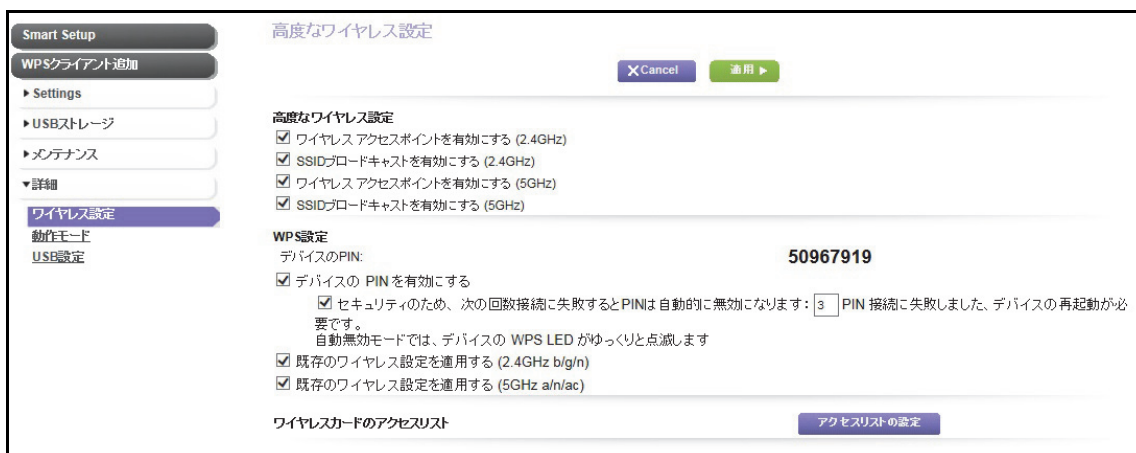 Smart Setup
WPSクライアント追加
Settings
USBストレージ
メンテナンス
詳細
ワイヤレス設定
動作モード
USB設定
高度なワイヤレス設定
Cancel
適用
高度なワイヤレス設定
ワイヤレス アクセスポイントを有効にする (2.4GHz)
SSIDブロードキャストを有効にする (2.4GHz)
ワイヤレス アクセスポイントを有効にする (5GHz)
SSIDブロードキャストを有効にする (5GHz)
WPS設定
デバイスのPIN: 50967919
デバイスの PIN を有効にする
セキュリティのため、次の回数接続に失敗するとPINは自動的に無効になります: 3 PIN 接続に失敗しました、デバイスの再起動が必
要です。
自動無効モードでは、デバイスの WPS LED がゆっくりと点滅します
既存のワイヤレス設定を適用する (2.4GHz b/g/n)
既存のワイヤレス設定を適用する (5GHz a/n/ac)
ワイヤレスカードのアクセスリスト アクセスリストの設定